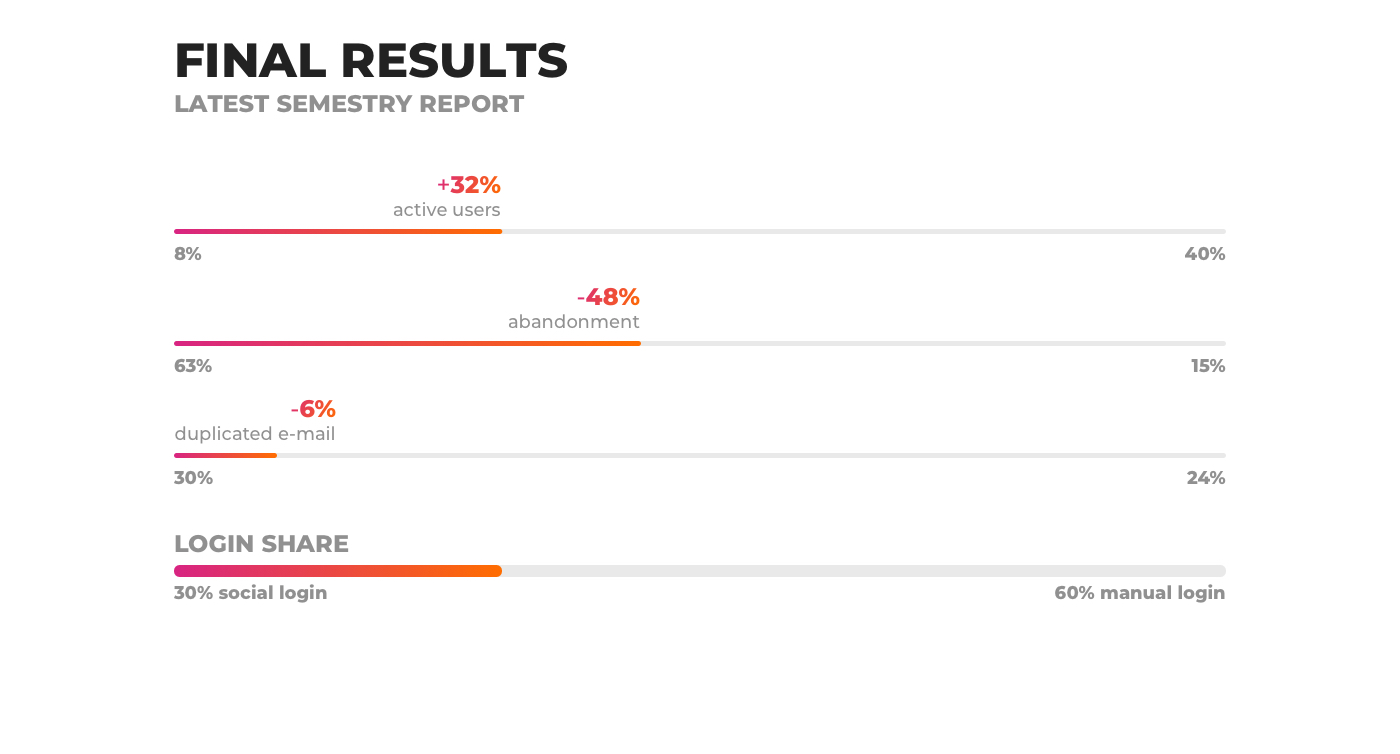 FINAL RESULTS
LATEST SEMESTRY REPORT
+32%
active users
8% 40%
-48%
abandonment
63% 15%
-6%
duplicated e-mail
30% 24%
LOGIN SHARE
30% social login 60% manual login